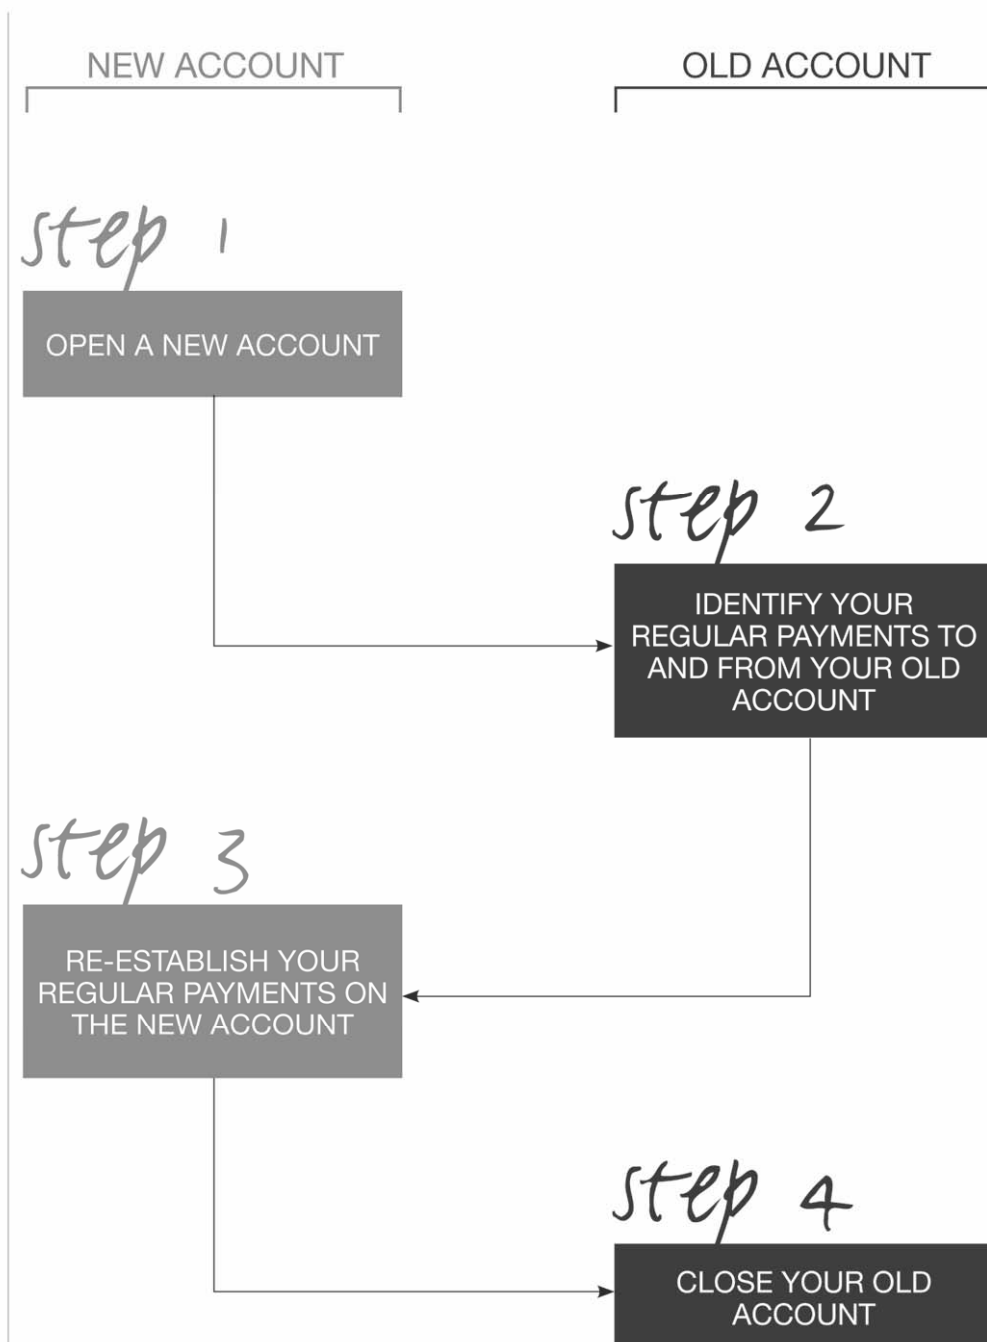 NEW ACCOUNT
OLD ACCOUNT
step 1
OPEN A NEW ACCOUNT
step 2
IDENTIFY YOUR
REGULAR PAYMENTS TO
AND FROM YOUR OLD
ACCOUNT
step 3
RE-ESTABLISH YOUR
REGULAR PAYMENTS ON
THE NEW ACCOUNT
step 4
CLOSE YOUR OLD
ACCOUNT